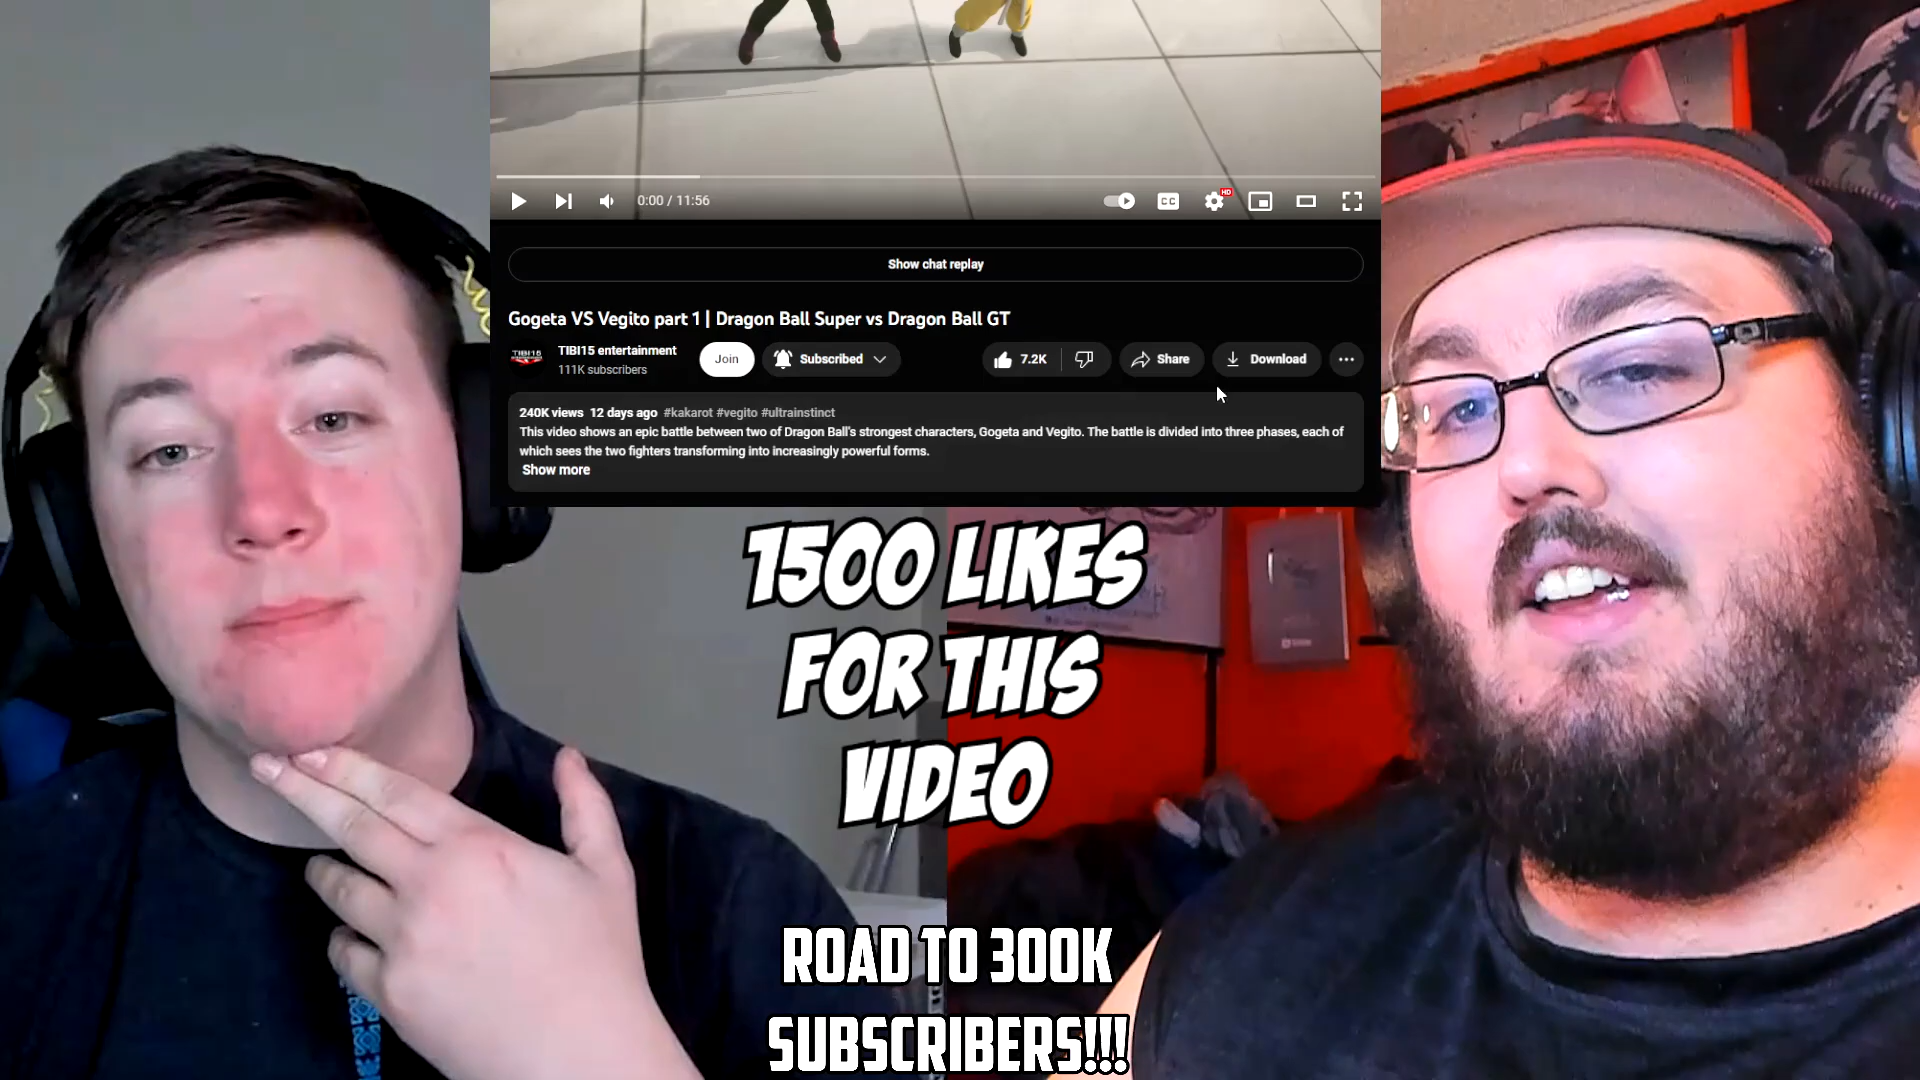 0:00 / 11:56
CC
HD
Show chat replay
Gogeta VS Vegito part 1 | Dragon Ball Super vs Dragon Ball GT
TIBI15
TIBI15 entertainment
111K subscribers
Join
Subscribed
7.2K
Share
Download
240K views 12 days ago #kakarot #vegito #ultrainstinct
This video shows an epic battle between two of Dragon Ball's strongest characters, Gogeta and Vegito. The battle is divided into three phases, each of
which sees the two fighters transforming into increasingly powerful forms.
Show more
1500 LIKES
FOR THIS
VIDEO
ROAD TO 300K
SUBSCRIBERS!!!